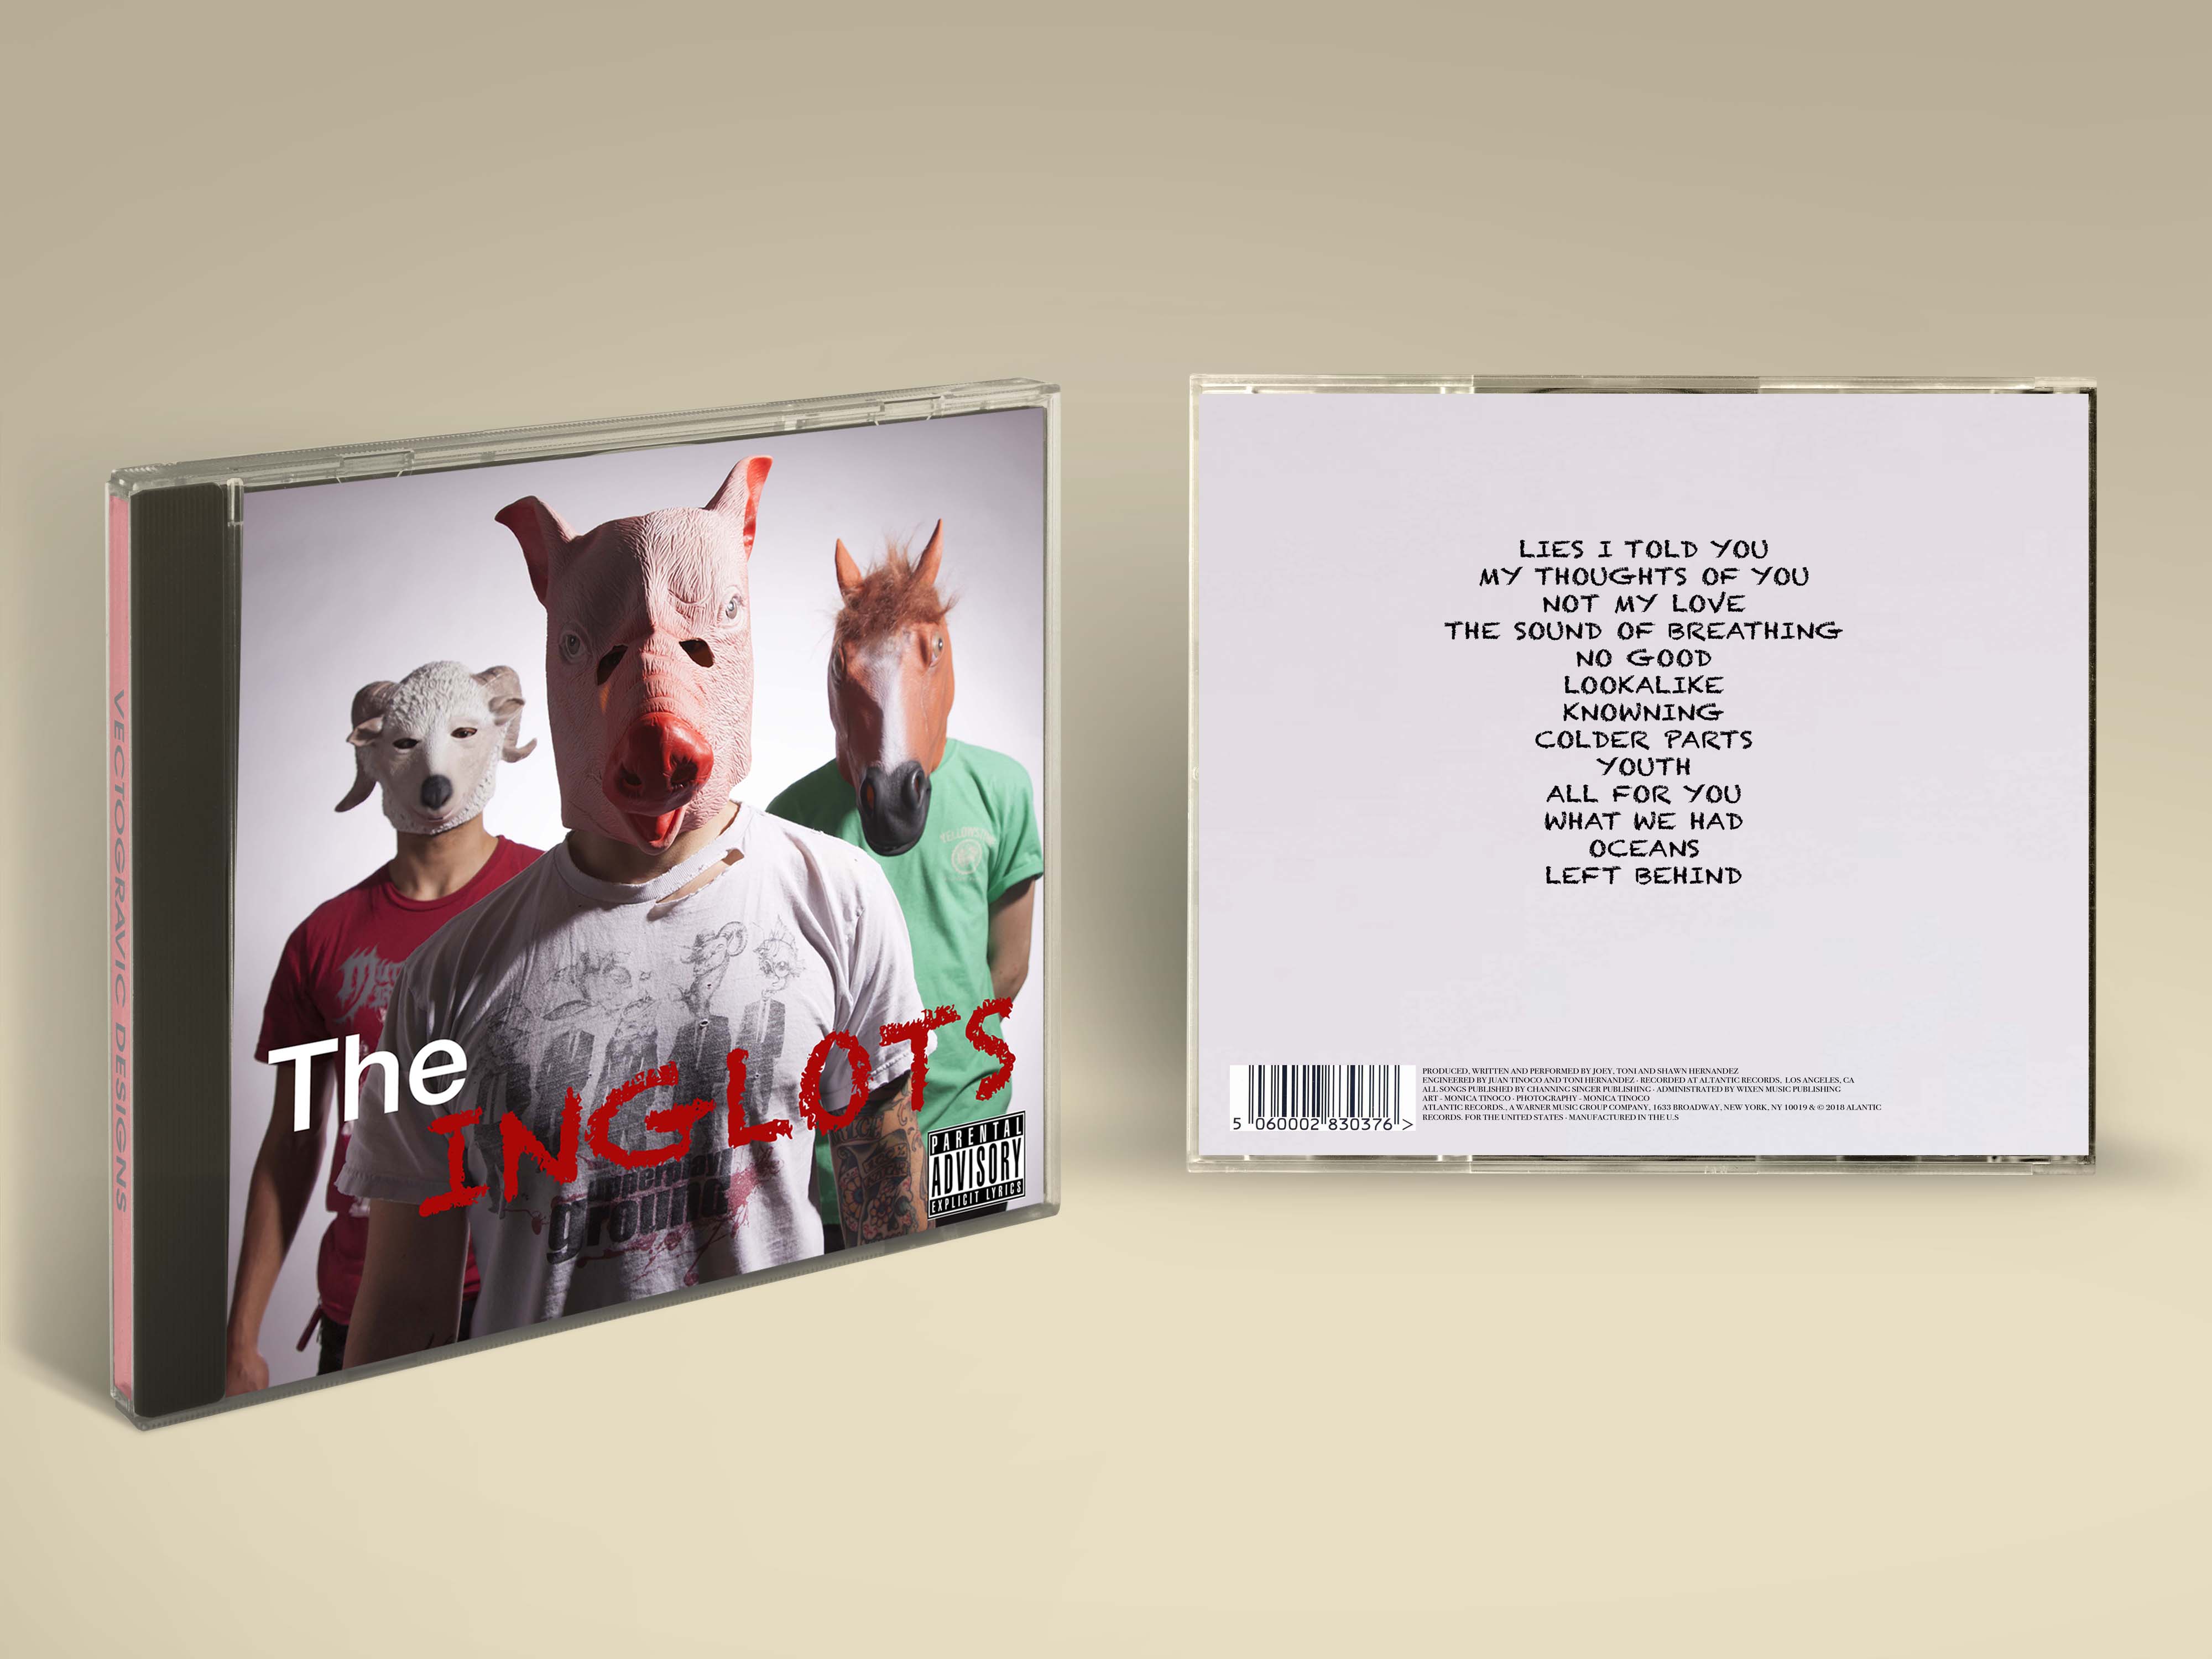 VECTOGRAVIC DESIGNS
The
INGLOTS
ground
PARENTAL
ADVISORY
EXPLICIT LYRICS
LIES I TOLD YOU
MY THOUGHTS OF YOU
NOT MY LOVE
THE SOUND OF BREATHING
NO GOOD
LOOKALIKE
KNOWNING
COLDER PARTS
YOUTH
ALL FOR YOU
WHAT WE HAD
OCEANS
LEFT BEHIND
5 060002 830376 >
PRODUCED, WRITTEN AND PERFORMED BY JOEY, TONI AND SHAWN HERNANDEZ
ENGINEERED BY JUAN TINOCO AND TONI HERNANDEZ - RECORDED AT ALTANTIC RECORDS, LOS ANGELES, CA
ALL SONGS PUBLISHED BY CHANNING SINGER PUBLISHING - ADMINISTRATED BY WIXEN MUSIC PUBLISHING
ART - MONICA TINOCO - PHOTOGRAPHY - MONICA TINOCO
ATLANTIC RECORDS., A WARNER MUSIC GROUP COMPANY, 1633 BROADWAY, NEW YORK, NY 10019 & © 2018 ALANTIC
RECORDS. FOR THE UNITED STATES - MANUFACTURED IN THE U.S